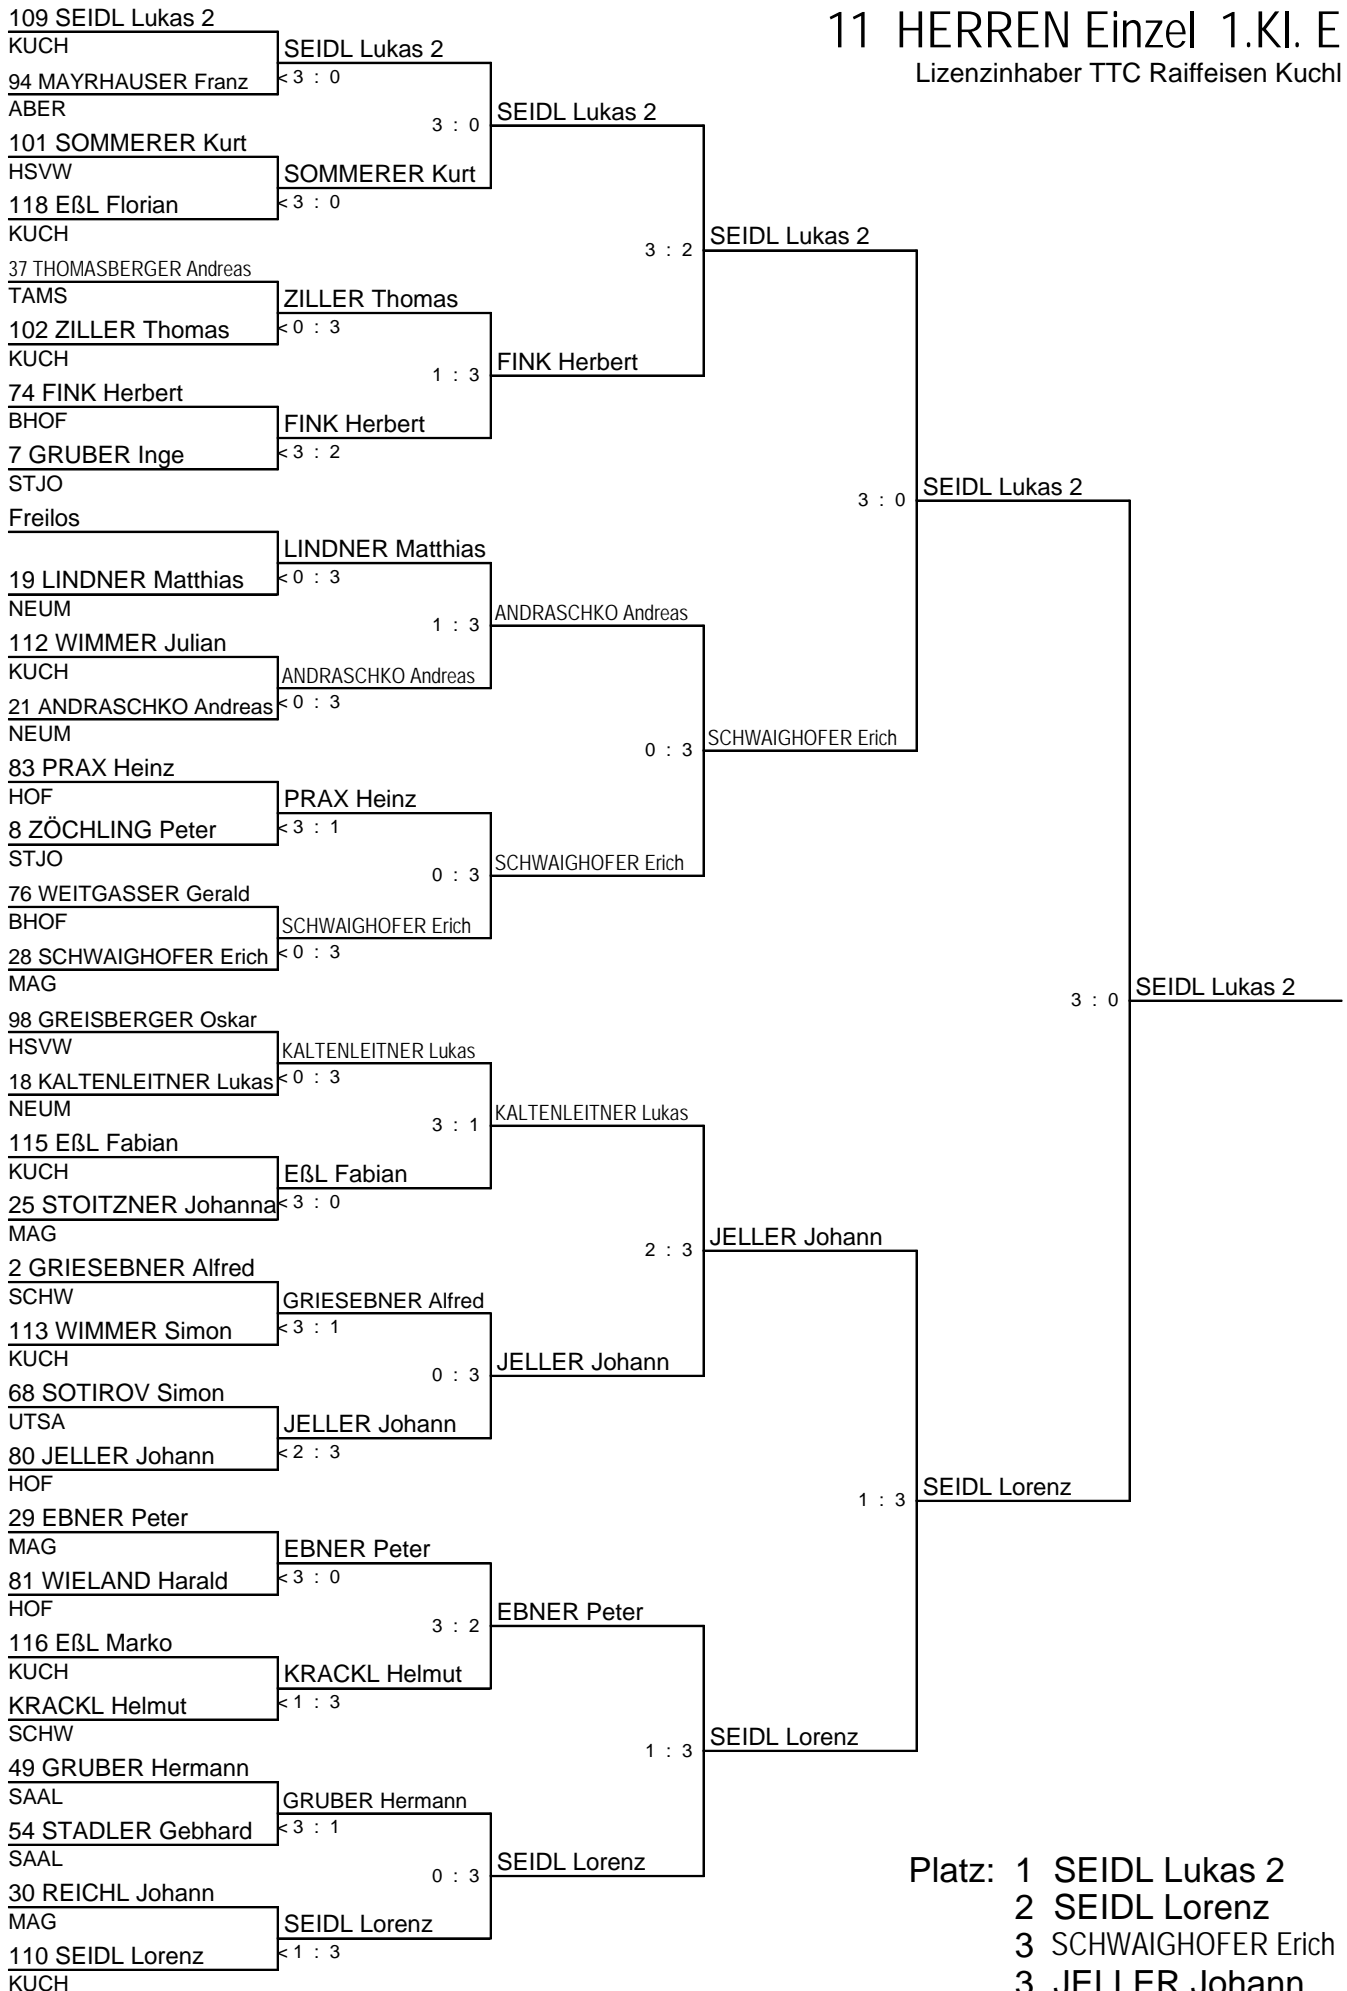 11 HERREN Einzel 1.Kl. E
Lizenzinhaber TTC Raiffeisen Kuchl
109 SEIDL Lukas 2
KUCH
94 MAYRHAUSER Franz
ABER
101 SOMMERER Kurt
HSVW
118 EßL Florian
KUCH
37 THOMASBERGER Andreas
TAMS
102 ZILLER Thomas
KUCH
74 FINK Herbert
BHOF
7 GRUBER Inge
STJO
Freilos
19 LINDNER Matthias
NEUM
112 WIMMER Julian
KUCH
21 ANDRASCHKO Andreas
NEUM
83 PRAX Heinz
HOF
8 ZÖCHLING Peter
STJO
76 WEITGASSER Gerald
BHOF
28 SCHWAIGHOFER Erich
MAG
98 GREISBERGER Oskar
HSVW
18 KALTENLEITNER Lukas
NEUM
115 EßL Fabian
KUCH
25 STOITZNER Johanna
MAG
2 GRIESEBNER Alfred
SCHW
113 WIMMER Simon
KUCH
68 SOTIROV Simon
UTSA
80 JELLER Johann
HOF
29 EBNER Peter
MAG
81 WIELAND Harald
HOF
116 EßL Marko
KUCH
KRACKL Helmut
SCHW
49 GRUBER Hermann
SAAL
54 STADLER Gebhard
SAAL
30 REICHL Johann
MAG
110 SEIDL Lorenz
KUCH
SEIDL Lukas 2
< 3 : 0
SOMMERER Kurt
< 3 : 0
ZILLER Thomas
< 0 : 3
FINK Herbert
< 3 : 2
LINDNER Matthias
< 0 : 3
ANDRASCHKO Andreas
< 0 : 3
PRAX Heinz
< 3 : 1
SCHWAIGHOFER Erich
< 0 : 3
KALTENLEITNER Lukas
< 0 : 3
EßL Fabian
< 3 : 0
GRIESEBNER Alfred
< 3 : 1
JELLER Johann
< 2 : 3
EBNER Peter
< 3 : 0
KRACKL Helmut
< 1 : 3
GRUBER Hermann
< 3 : 1
SEIDL Lorenz
< 1 : 3
SEIDL Lukas 2
3 : 0
FINK Herbert
1 : 3
ANDRASCHKO Andreas
1 : 3
SCHWAIGHOFER Erich
0 : 3
KALTENLEITNER Lukas
3 : 1
JELLER Johann
0 : 3
EBNER Peter
3 : 2
SEIDL Lorenz
0 : 3
SEIDL Lukas 2
3 : 2
SCHWAIGHOFER Erich
0 : 3
JELLER Johann
2 : 3
SEIDL Lorenz
1 : 3
SEIDL Lukas 2
3 : 0
SEIDL Lorenz
1 : 3
SEIDL Lukas 2
3 : 0
Platz: 1 SEIDL Lukas 2
2 SEIDL Lorenz
3 SCHWAIGHOFER Erich
3 JELLER Johann